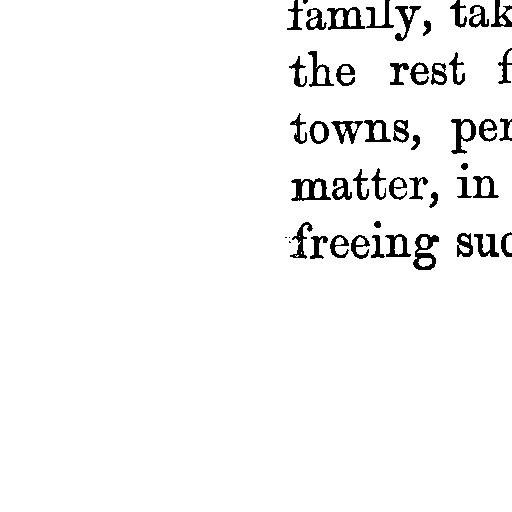 family, tak
the rest f
towns, per
matter, in
freeing suc